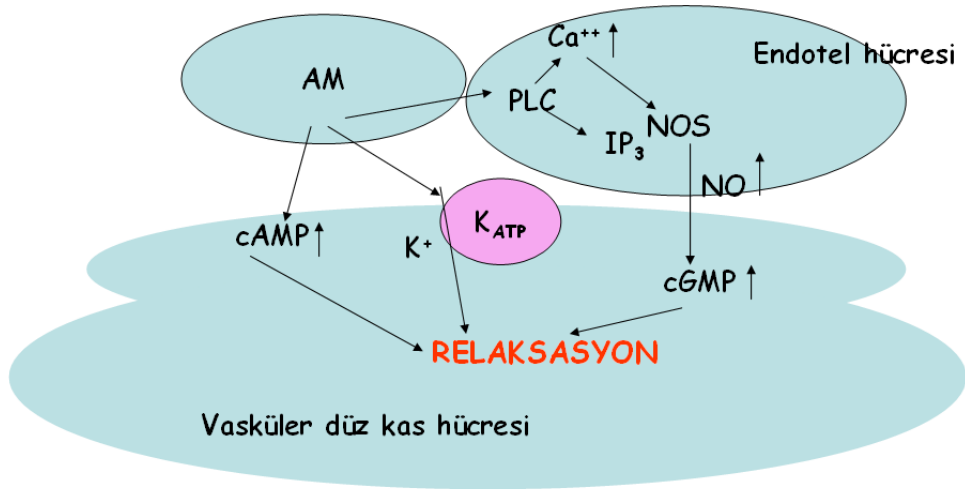 Ca⁺⁺
Endotel hücresi
AM
PLC
NOS
IP₃
NO
K_ATP
cAMP
K⁺
cGMP
RELAKSASYON
Vasküler düz kas hücresi